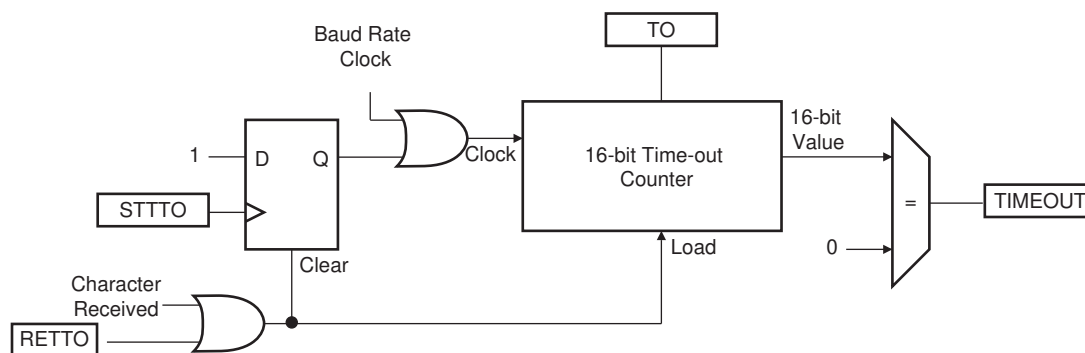 TO
Baud Rate
Clock
16-bit
Value
1
D
Q
Clock
16-bit Time-out
Counter
STTTO
=
TIMEOUT
Clear
Load
0
Character
Received
RETTO